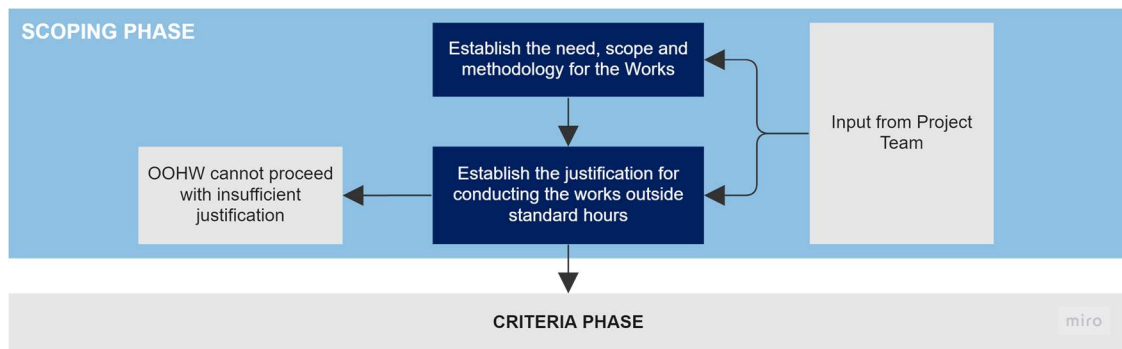 SCOPING PHASE
Establish the need, scope and
methodology for the Works
Input from Project
Team
OOHW cannot proceed
with insufficient
justification
Establish the justification for
conducting the works outside
standard hours
CRITERIA PHASE
miro